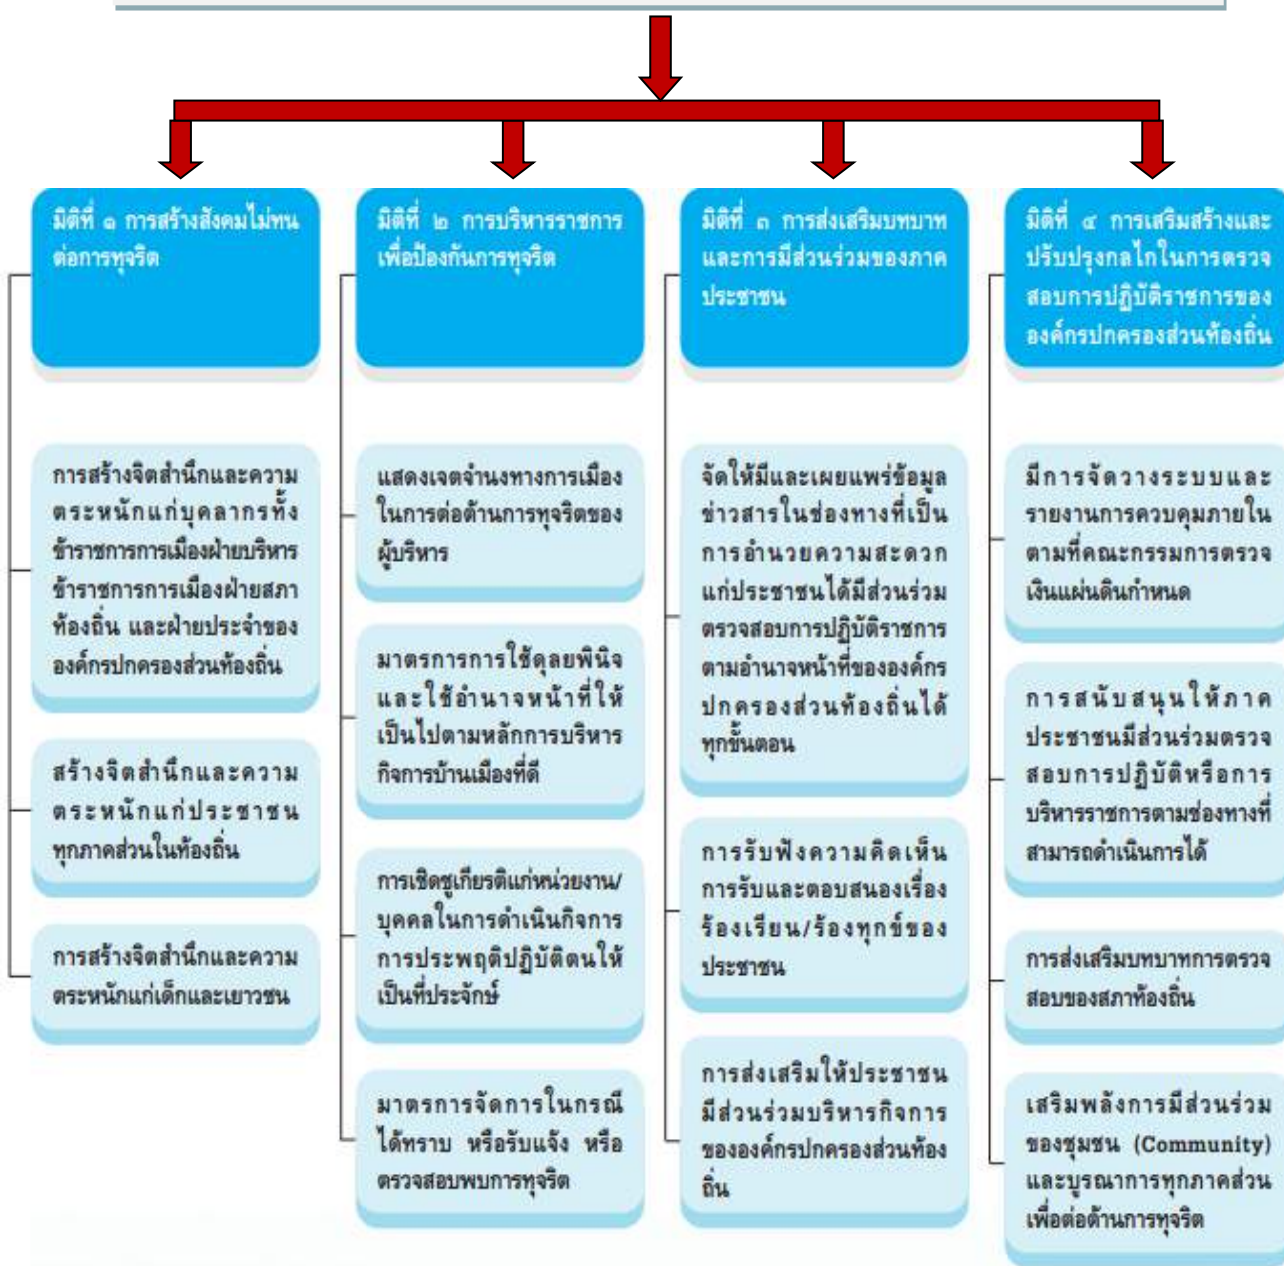 มิติที่ ๑ การสร้างสังคมไม่ทน
ต่อการทุจริต
การสร้างจิตสำนึกและความ
ตระหนักแก่บุคลากรทั้ง
ข้าราชการการเมืองฝ่ายบริหาร
ข้าราชการการเมืองฝ่ายสภา
ท้องถิ่น และฝ่ายประจำของ
องค์กรปกครองส่วนท้องถิ่น
สร้างจิตสำนึกและความ
ตระหนักแก่ประชาชน
ทุกภาคส่วนในท้องถิ่น
การสร้างจิตสำนึกและความ
ตระหนักแก่เด็กและเยาวชน
มิติที่ ๒ การบริหารราชการ
เพื่อป้องกันการทุจริต
แสดงเจตจำนงทางการเมือง
ในการต่อต้านการทุจริตของ
ผู้บริหาร
มาตรการการใช้ดุลยพินิจ
และใช้อำนาจหน้าที่ให้
เป็นไปตามหลักการบริหาร
กิจการบ้านเมืองที่ดี
การเชิดชูเกียรติแก่หน่วยงาน/
บุคคลในการดำเนินกิจการ
การประพฤติปฏิบัติตนให้
เป็นที่ประจักษ์
มาตรการจัดการในกรณี
ได้ทราบ หรือรับแจ้ง หรือ
ตรวจสอบพบการทุจริต
มิติที่ ๓ การส่งเสริมบทบาท
และการมีส่วนร่วมของภาค
ประชาชน
จัดให้มีและเผยแพร่ข้อมูล
ข่าวสารในช่องทางที่เป็น
การอำนวยความสะดวก
แก่ประชาชนได้มีส่วนร่วม
ตรวจสอบการปฏิบัติราชการ
ตามอำนาจหน้าที่ขององค์กร
ปกครองส่วนท้องถิ่นได้
ทุกขั้นตอน
การรับฟังความคิดเห็น
การรับและตอบสนองเรื่อง
ร้องเรียน/ร้องทุกข์ของ
ประชาชน
การส่งเสริมให้ประชาชน
มีส่วนร่วมบริหารกิจการ
ขององค์กรปกครองส่วนท้อง
ถิ่น
มิติที่ ๔ การเสริมสร้างและ
ปรับปรุงกลไกในการตรวจ
สอบการปฏิบัติราชการของ
องค์กรปกครองส่วนท้องถิ่น
มีการจัดวางระบบและ
รายงานการควบคุมภายใน
ตามที่คณะกรรมการตรวจ
เงินแผ่นดินกำหนด
การสนับสนุนให้ภาค
ประชาชนมีส่วนร่วมตรวจ
สอบการปฏิบัติหรือการ
บริหารราชการตามช่องทางที่
สามารถดำเนินการได้
การส่งเสริมบทบาทการตรวจ
สอบของสภาท้องถิ่น
เสริมพลังการมีส่วนร่วม
ของชุมชน (Community)
และบูรณาการทุกภาคส่วน
เพื่อต่อต้านการทุจริต